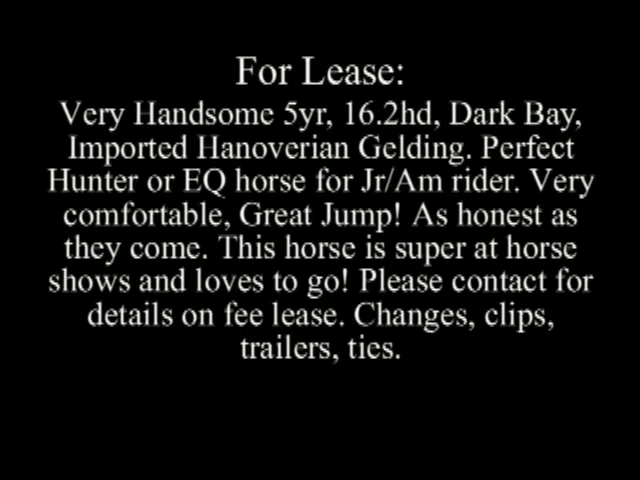 For Lease:
Very Handsome 5yr, 16.2hd, Dark Bay,
Imported Hanoverian Gelding. Perfect
Hunter or EQ horse for Jr/Am rider. Very
comfortable, Great Jump! As honest as
they come. This horse is super at horse
shows and loves to go! Please contact for
details on fee lease. Changes, clips,
trailers, ties.